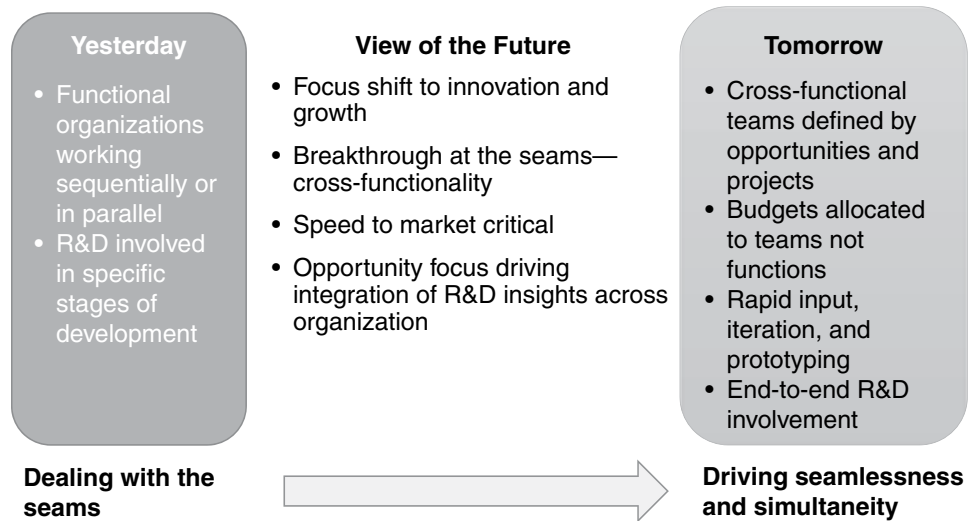 Yesterday
• Functional
organizations
working
sequentially or
in parallel
• R&D involved
in specific
stages of
development
View of the Future
• Focus shift to innovation and
growth
• Breakthrough at the seams—
cross-functionality
• Speed to market critical
• Opportunity focus driving
integration of R&D insights across
organization
Tomorrow
• Cross-functional
teams defined by
opportunities and
projects
• Budgets allocated
to teams not
functions
• Rapid input,
iteration, and
prototyping
• End-to-end R&D
involvement
Dealing with the
seams
Driving seamlessness
and simultaneity